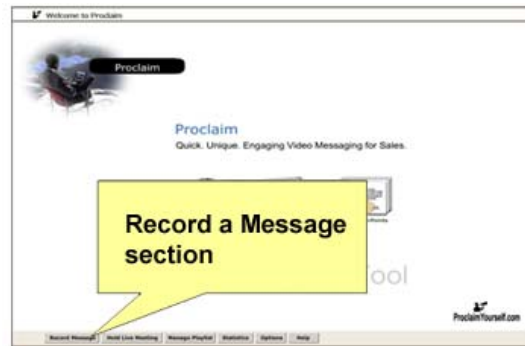 Welcome to Proclaim
Proclaim
Proclaim
Quick. Unique. Engaging Video Messaging for Sales.
Record a Message
section
ool
ProclaimYourself.com
Record Message Hold Live Meeting Manage Playlist Statistics Options Help